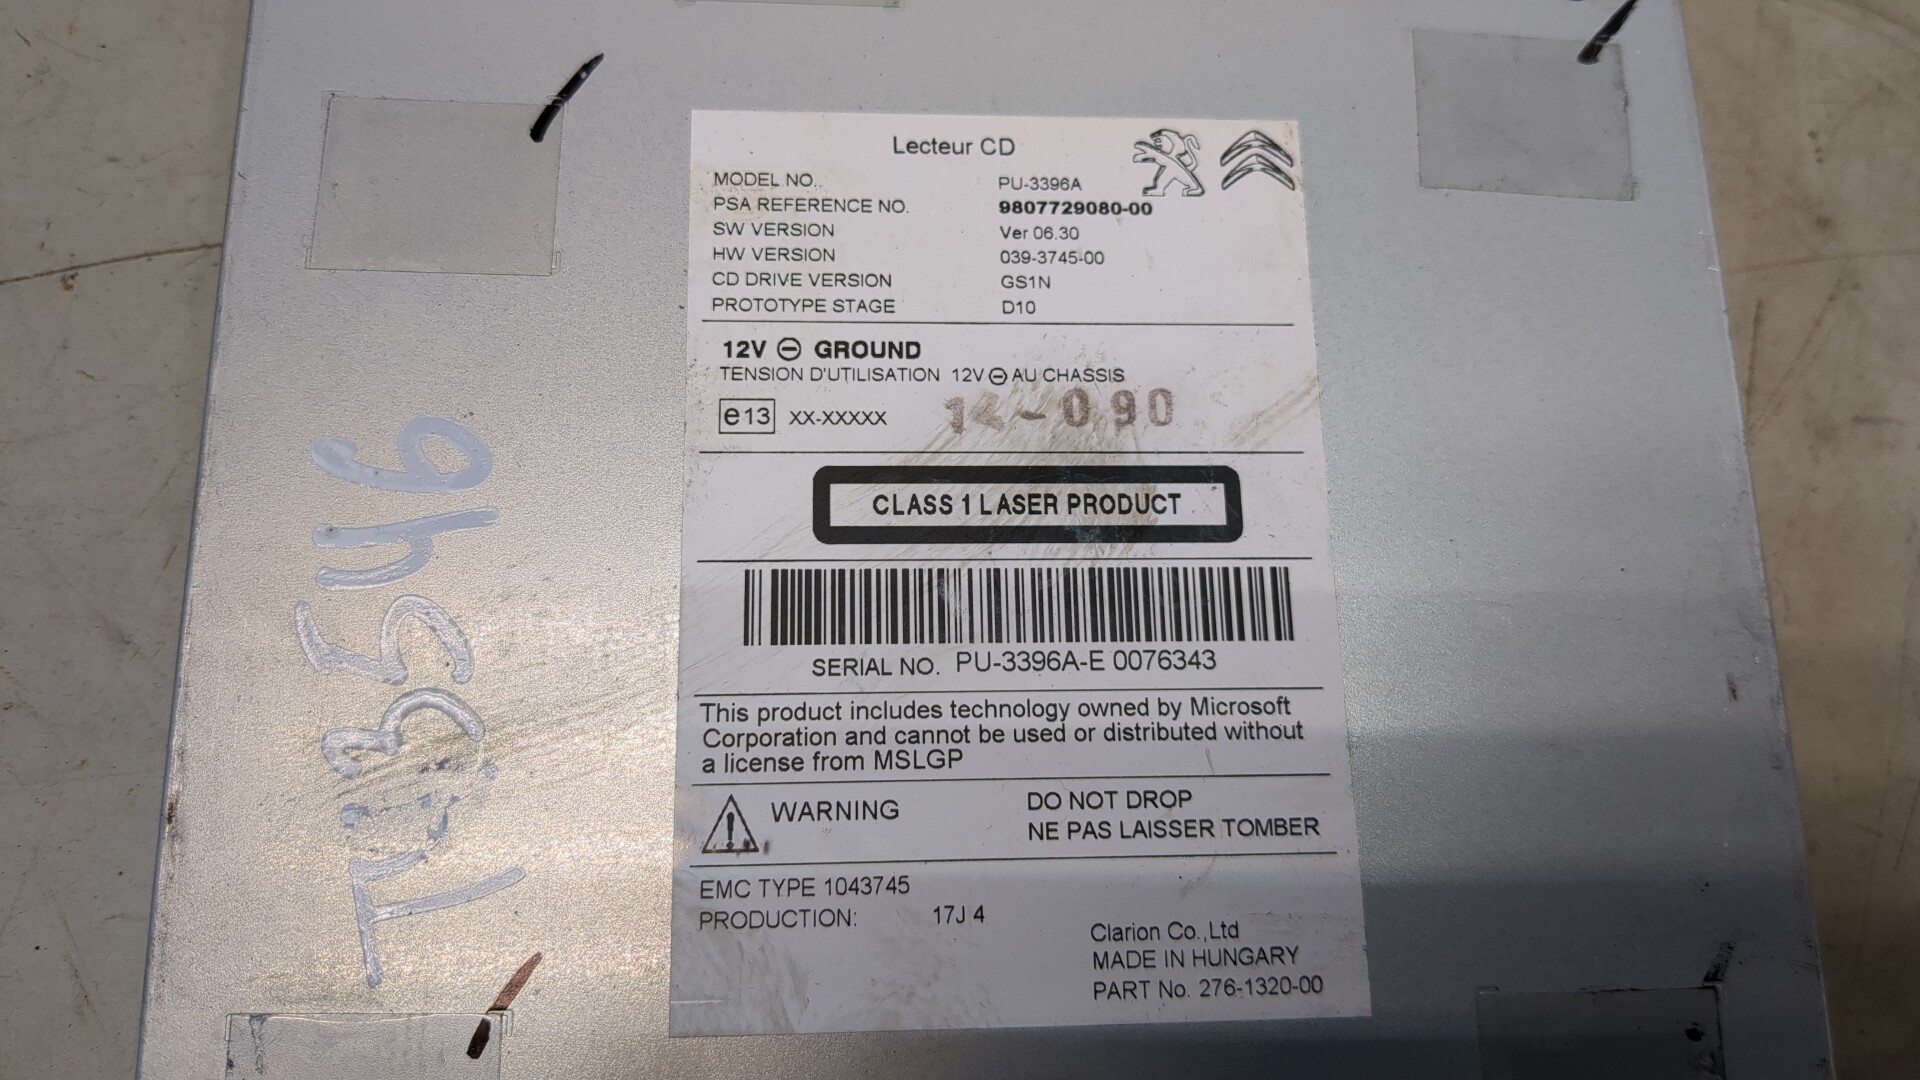 Lecteur CD
MODEL NO. PU-3396A
PSA REFERENCE NO. 9807729080-00
SW VERSION Ver 06.30
HW VERSION 039-3745-00
CD DRIVE VERSION GS1N
PROTOTYPE STAGE D10
12V ⊖ GROUND
TENSION D'UTILISATION 12V ⊖ AU CHASSIS
e13 XX-XXXXX 14-090
CLASS 1 LASER PRODUCT
SERIAL NO. PU-3396A-E 0076343
This product includes technology owned by Microsoft
Corporation and cannot be used or distributed without
a license from MSLGP
WARNING DO NOT DROP
NE PAS LAISSER TOMBER
EMC TYPE 1043745
PRODUCTION: 17J 4
Clarion Co.,Ltd
MADE IN HUNGARY
PART No. 276-1320-00